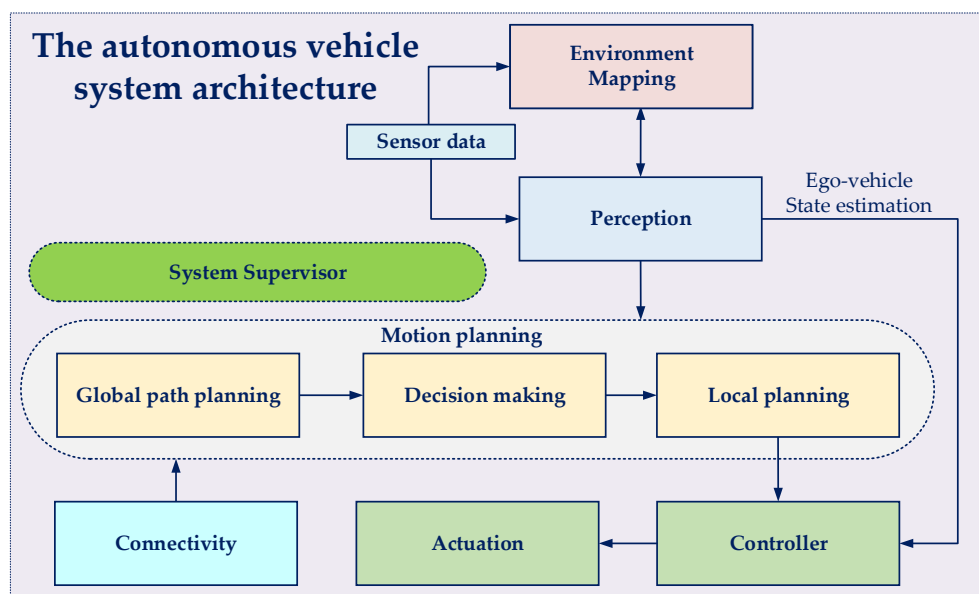 The autonomous vehicle
system architecture
Environment
Mapping
Sensor data
Ego-vehicle
State estimation
Perception
System Supervisor
Motion planning
Global path planning
Decision making
Local planning
Connectivity
Actuation
Controller